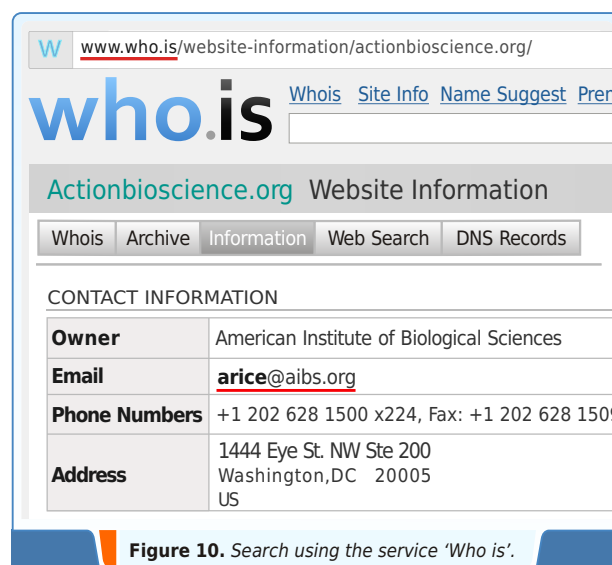 W www.who.is/website-information/actionbioscience.org/
who.is
Whois Site Info Name Suggest
Actionbioscience.org Website Information
Whois Archive Information Web Search DNS Records
CONTACT INFORMATION
Owner American Institute of Biological Sciences
Email arice@aibs.org
Phone Numbers +1 202 628 1500 x224, Fax: +1 202 628 1509
Address 1444 Eye St. NW Ste 200
Washington,DC 20005
US
Figure 10. Search using the service ‘Who is’.